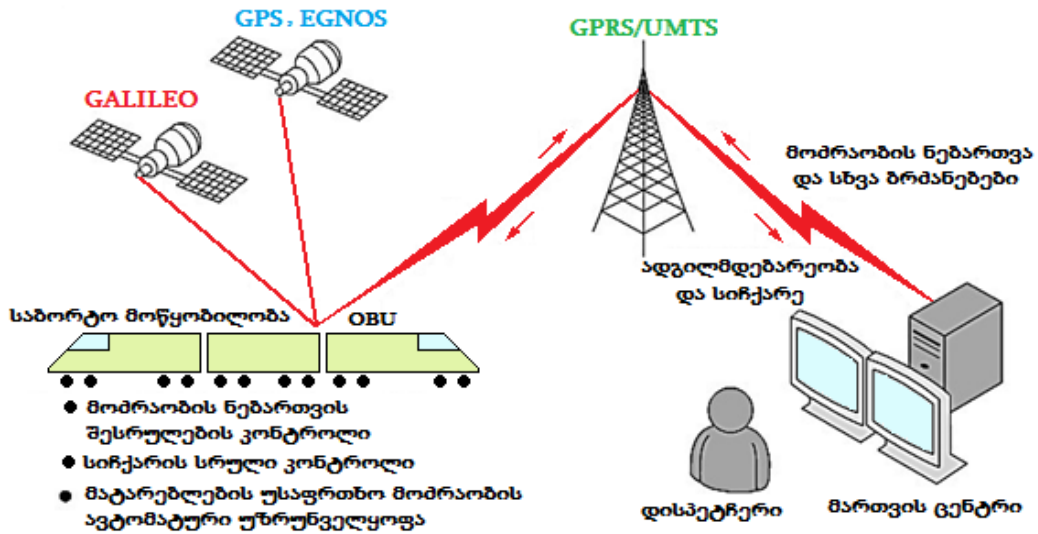 GPS, EGNOS
GPRS/UMTS
GALILEO
მოძრაობის ნებართვა
და სხვა ბრძანებები
ადგილმდებარეობა
და სიჩქარე
საბორტო მოწყობილობა OBU
• მოძრაობის ნებართვის
შესრულების კონტროლი
• სიჩქარის სრული კონტროლი
• მატარებლების უსაფრთხო მოძრაობის
ავტომატური უზრუნველყოფა
დისპეტჩერი
მართვის ცენტრი